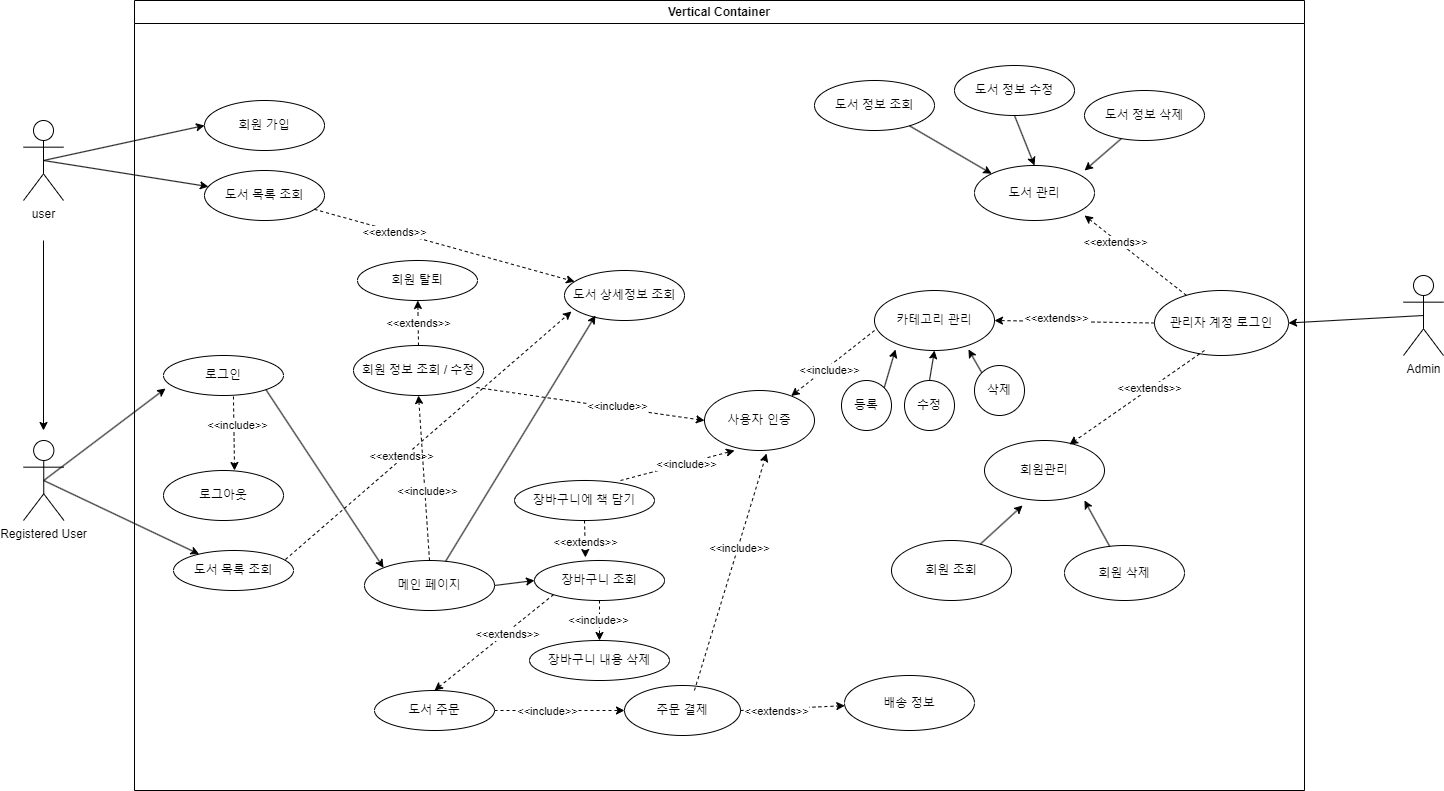 Vertical Container
도서 정보 조회
도서 정보 수정
도서 정보 삭제
회원 가입
도서 목록 조회
user
도서 관리
<<extends>>
<<extends>>
회원 탈퇴
도서 상세정보 조회
<<extends>>
카테고리 관리
<<extends>>
관리자 계정 로그인
Admin
회원 정보 조회 / 수정
<<include>>
로그인
등록
수정
삭제
<<extends>>
<<include>>
사용자 인증
<<include>>
<<extends>>
<<include>>
회원관리
로그아웃
<<include>>
장바구니에 책 담기
Registered User
<<extends>>
<<include>>
도서 목록 조회
메인 페이지
장바구니 조회
회원 조회
회원 삭제
<<include>>
<<extends>>
장바구니 내용 삭제
도서 주문
<<include>>
주문 결제
<<extends>>
배송 정보